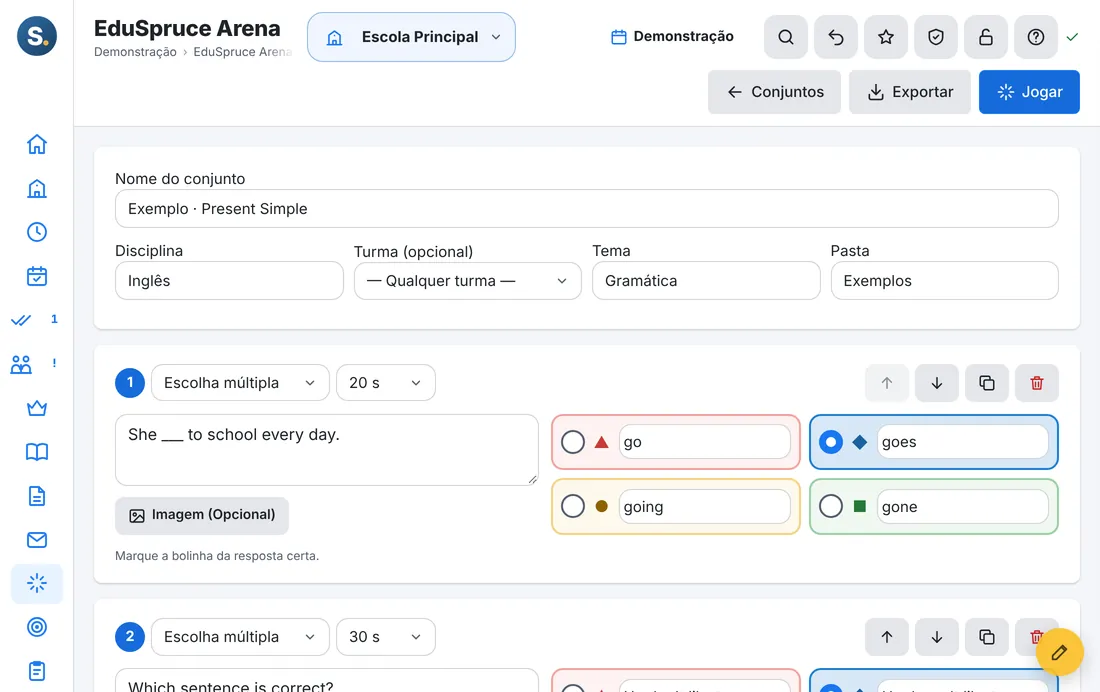 S.
EduSpruce Arena
Demonstração › EduSpruce Arena
Escola Principal
Demonstração
Conjuntos
Exportar
Jogar
1
!
Nome do conjunto
Exemplo · Present Simple
Disciplina
Turma (opcional)
Tema
Pasta
Inglês
— Qualquer turma —
Gramática
Exemplos
1
Escolha múltipla
20 s
She ___ to school every day.
go
goes
going
gone
Imagem (Opcional)
Marque a bolinha da resposta certa.
2
Escolha múltipla
30 s
Which sentence is correct?